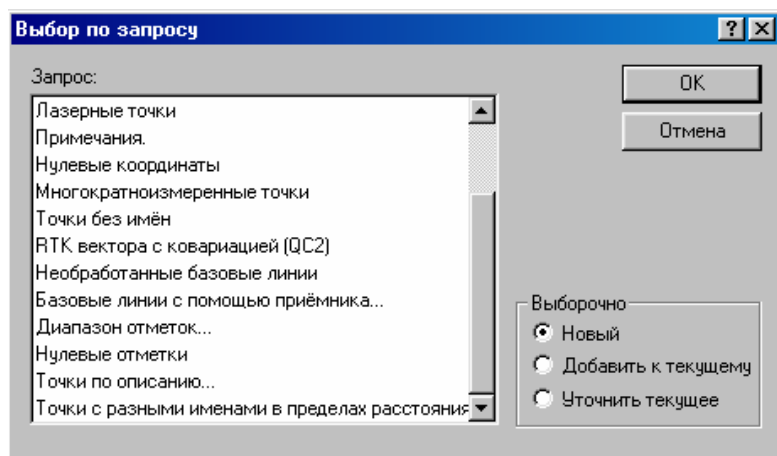 Выбор по запросу
Запрос:
Лазерные точки
Примечания.
Нулевые координаты
Многократноизмеренные точки
Точки без имён
RTK вектора с ковариацией (QC2)
Необработанные базовые линии
Базовые линии с помощью приёмника...
Диапазон отметок...
Нулевые отметки
Точки по описанию...
Точки с разными именами в пределах расстояния
OK
Отмена
Выборочно
Новый
Добавить к текущему
Уточнить текущее